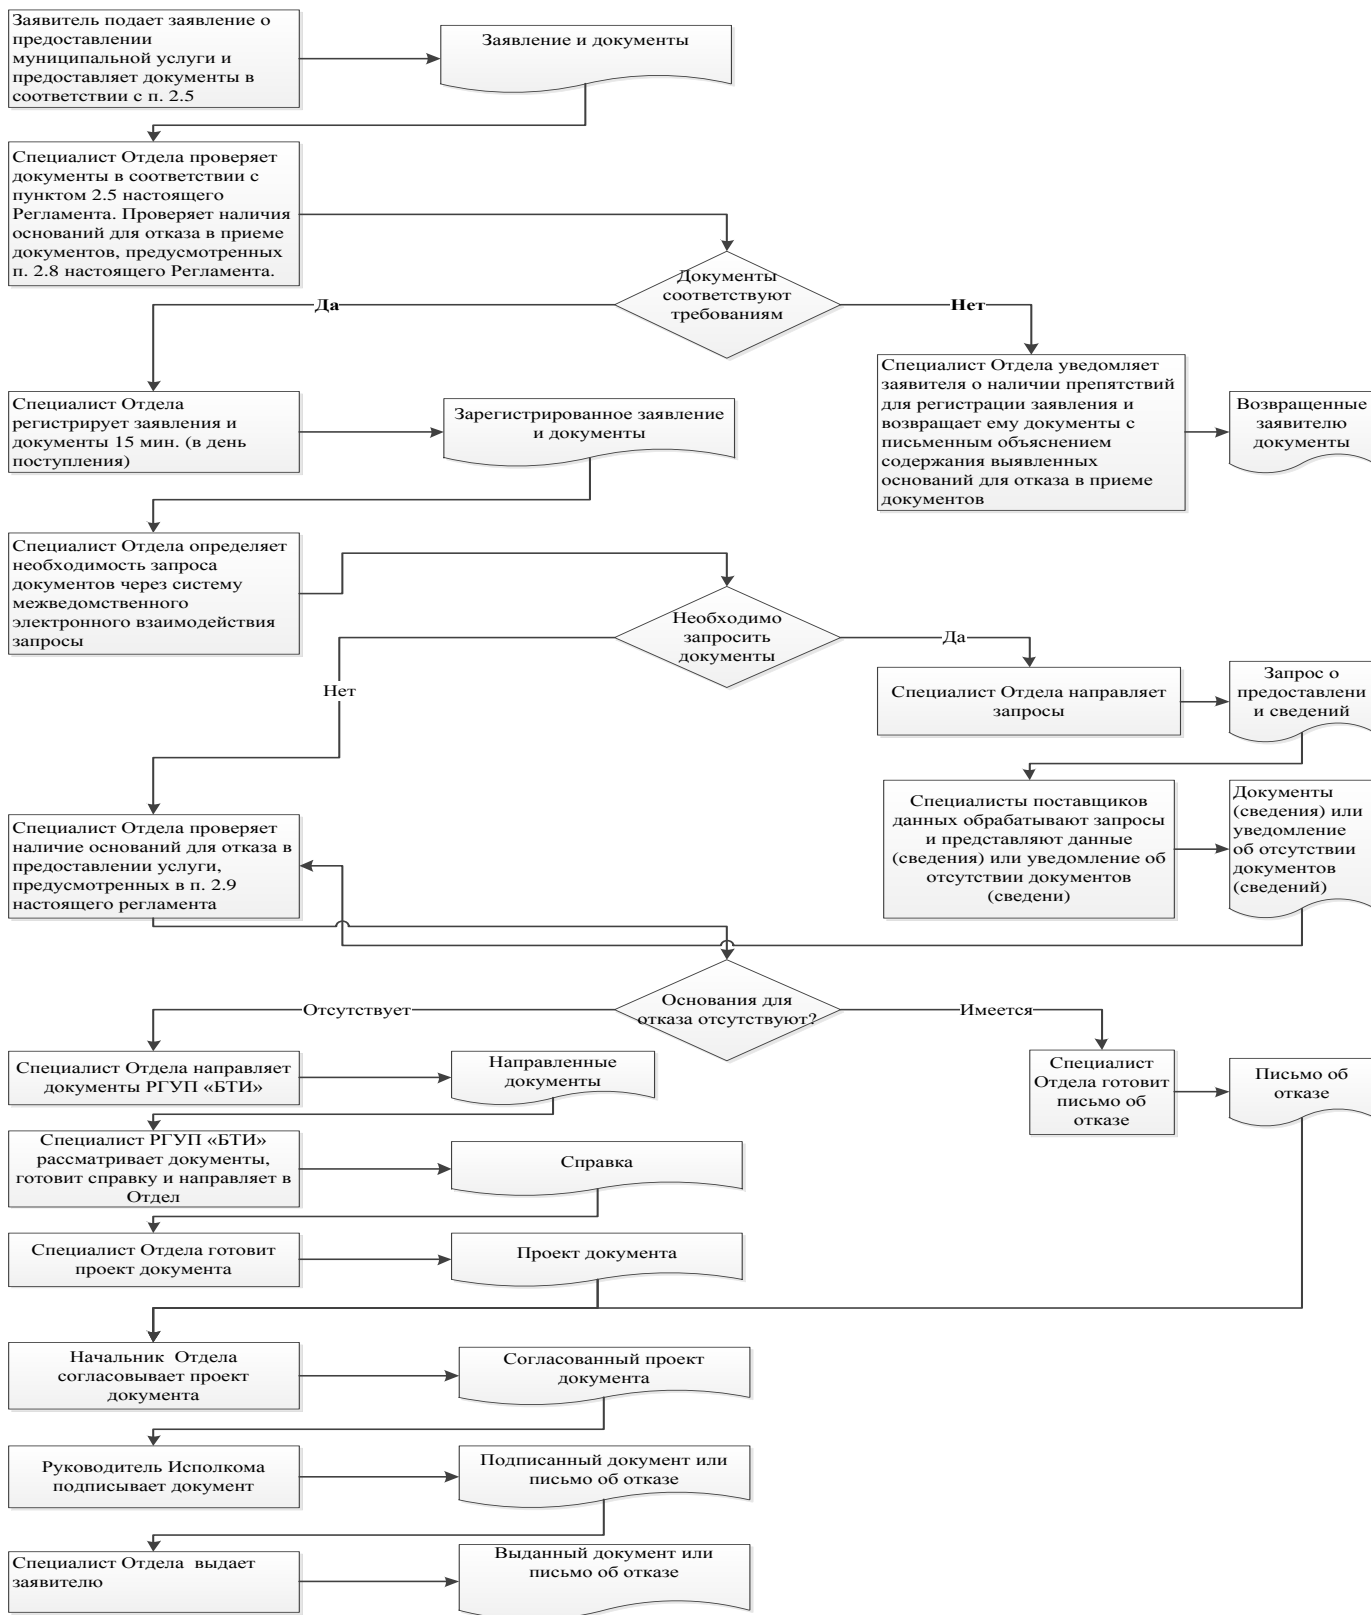 Заявитель подает заявление о
предоставлении
муниципальной услуги и
предоставляет документы в
соответствии с п. 2.5
Заявление и документы
Специалист Отдела проверяет
документы в соответствии с
пунктом 2.5 настоящего
Регламента. Проверяет наличия
оснований для отказа в приеме
документов, предусмотренных
п. 2.8 настоящего Регламента.
Документы
соответствуют
требованиям
Да
Нет
Специалист Отдела
регистрирует заявления и
документы 15 мин. (в день
поступления)
Зарегистрированное заявление
и документы
Специалист Отдела уведомляет
заявителя о наличии препятствий
для регистрации заявления и
возвращает ему документы с
письменным объяснением
содержания выявленных
оснований для отказа в приеме
документов
Возвращенные
заявителю
документы
Специалист Отдела определяет
необходимость запроса
документов через систему
межведомственного
электронного взаимодействия
запросы
Необходимо
запросить
документы
Да
Нет
Специалист Отдела направляет
запросы
Запрос о
предоставлени
и сведений
Специалисты поставщиков
данных обрабатывают запросы
и представляют данные
(сведения) или уведомление об
отсутствии документов
(сведени)
Документы
(сведения) или
уведомление
об отсутствии
документов
(сведений)
Специалист Отдела проверяет
наличие оснований для отказа в
предоставлении услуги,
предусмотренных в п. 2.9
настоящего регламента
Основания для
отказа отсутствуют?
Отсутствует
Имеется
Специалист Отдела направляет
документы РГУП «БТИ»
Направленные
документы
Специалист
Отдела готовит
письмо об
отказе
Письмо об
отказе
Специалист РГУП «БТИ»
рассматривает документы,
готовит справку и направляет в
Отдел
Справка
Специалист Отдела готовит
проект документа
Проект документа
Начальник  Отдела
согласовывает проект
документа
Согласованный проект
документа
Руководитель Исполкома
подписывает документ
Подписанный документ или
письмо об отказе
Специалист Отдела  выдает
заявителю
Выданный документ или
письмо об отказе